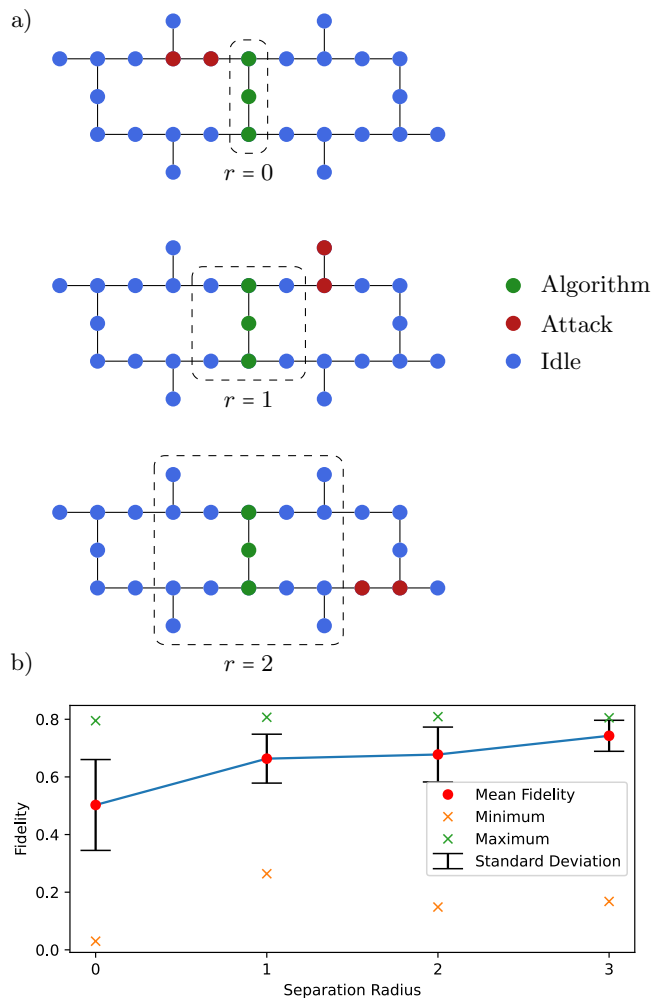 a)
r = 0
Algorithm
Attack
Idle
r = 1
r = 2
b)
0.8
0.6
0.4
0.2
0.0
Fidelity
Mean Fidelity
Minimum
Maximum
Standard Deviation
0 1 2 3
Separation Radius